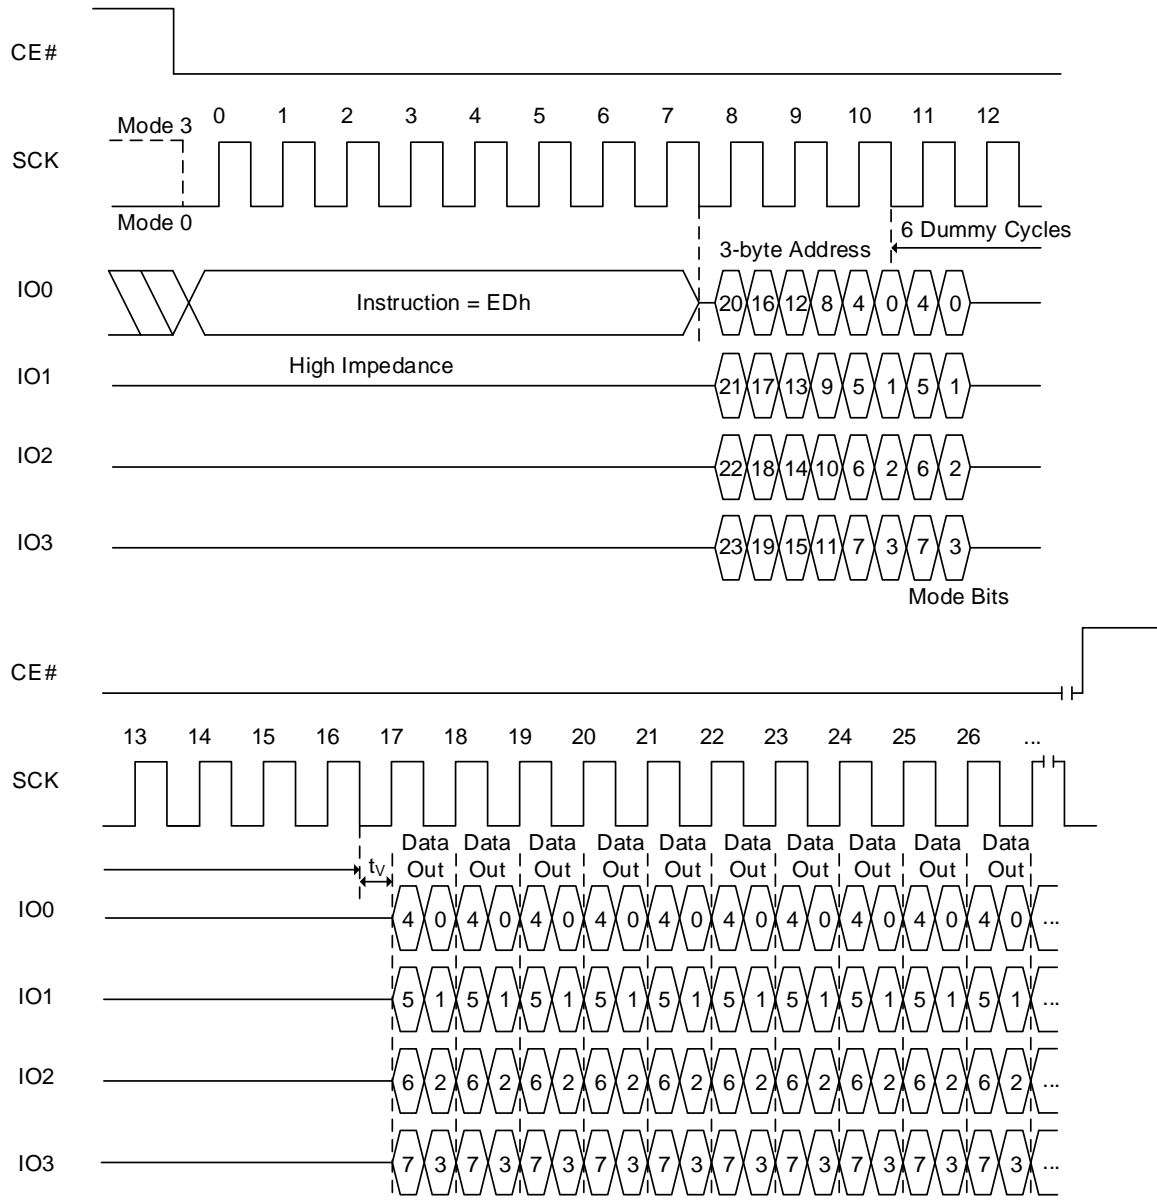 CE#
0 1 2 3 4 5 6 7 8 9 10 11 12
Mode 3
SCK
Mode 0
6 Dummy Cycles
3-byte Address
IO0
Instruction = EDh
20 16 12 8 4 0 4 0
High Impedance
IO1
21 17 13 9 5 1 5 1
IO2
22 18 14 10 6 2 6 2
IO3
23 19 15 11 7 3 7 3
Mode Bits
CE#
13 14 15 16 17 18 19 20 21 22 23 24 25 26 ...
SCK
Data Data Data Data Data Data Data Data Data Data
tV Out Out Out Out Out Out Out Out Out Out
IO0
4 0 4 0 4 0 4 0 4 0 4 0 4 0 4 0 4 0 4 0 ...
IO1
5 1 5 1 5 1 5 1 5 1 5 1 5 1 5 1 5 1 5 1 ...
IO2
6 2 6 2 6 2 6 2 6 2 6 2 6 2 6 2 6 2 6 2 ...
IO3
7 3 7 3 7 3 7 3 7 3 7 3 7 3 7 3 7 3 7 3 ...